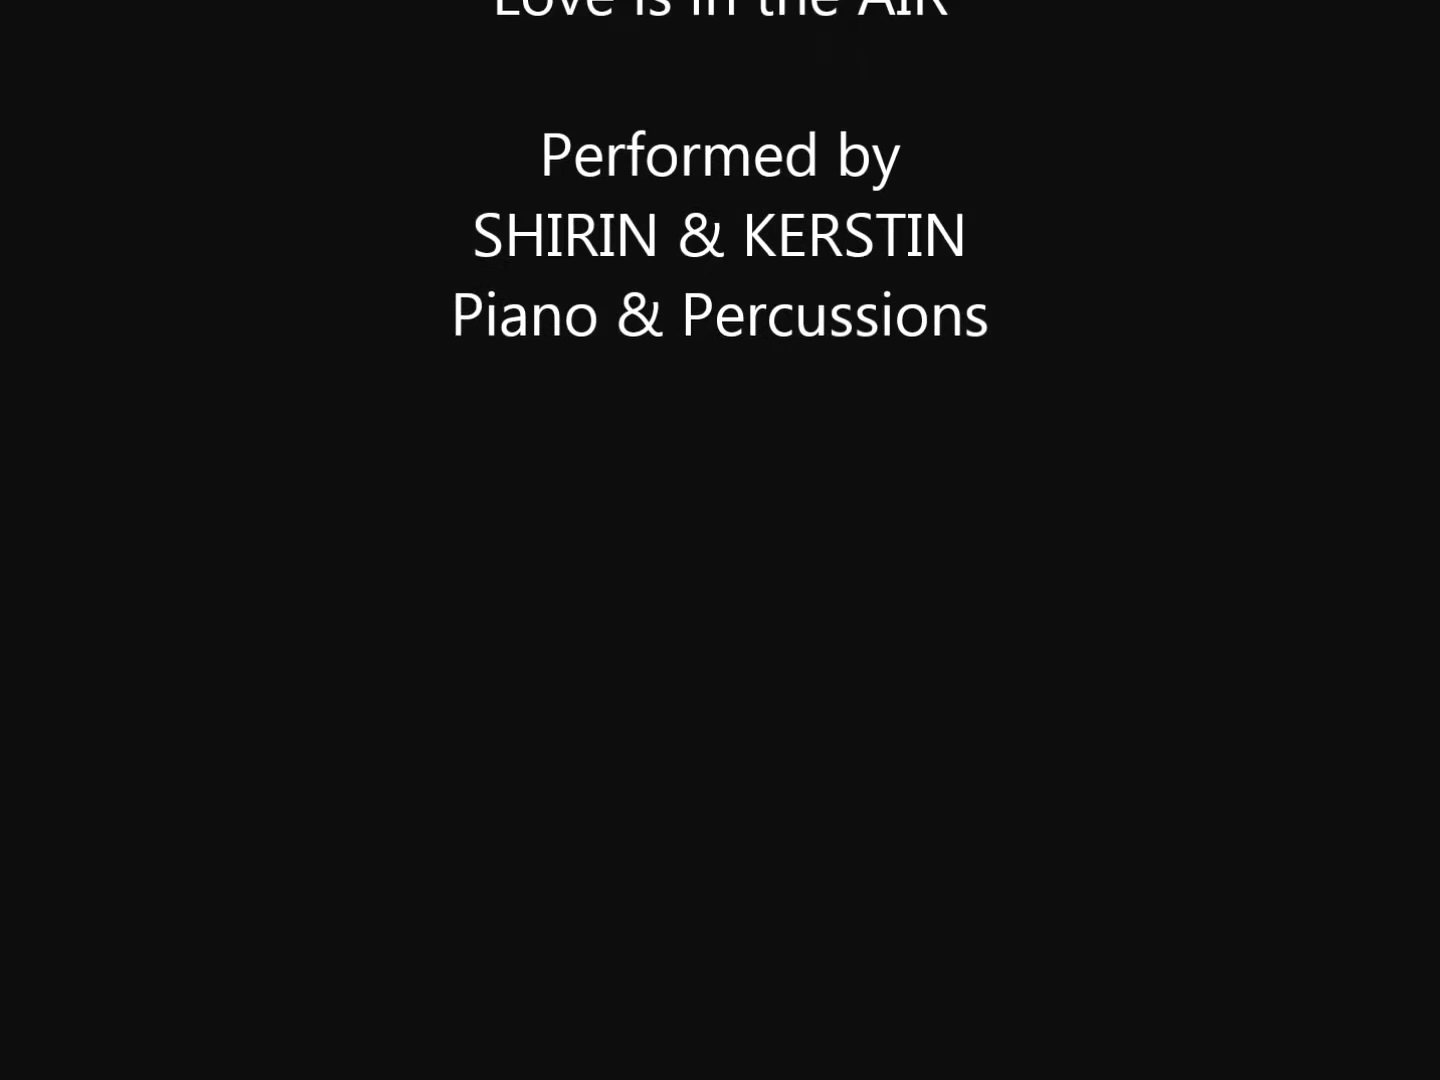 Love is in the AIR
Performed by
SHIRIN & KERSTIN
Piano & Percussions